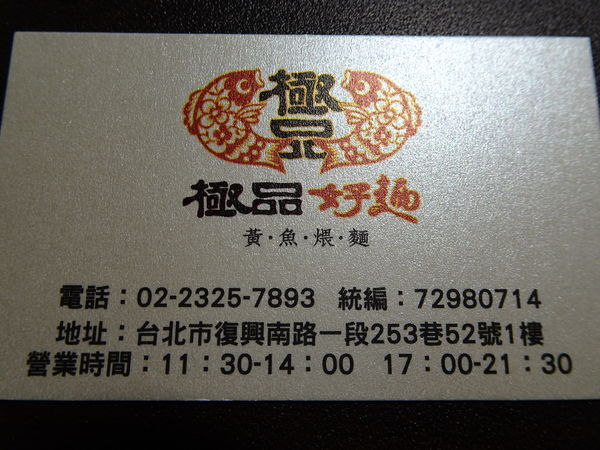 極品
極品好麵
黃·魚·煨·麵
電話：02-2325-7893 統編：72980714
地址：台北市復興南路一段253巷52號1樓
營業時間：11：30-14：00 17：00-21：30